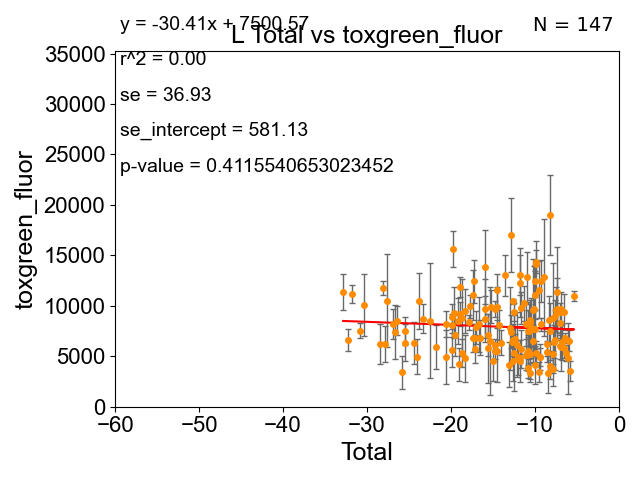 y = -30.41x + 7500.57
N = 147
L Total vs toxgreen_fluor
r^2 = 0.00
se = 36.93
se_intercept = 581.13
p-value = 0.4115540653023452
35000
30000
25000
20000
15000
10000
5000
0
toxgreen_fluor
−60 −50 −40 −30 −20 −10 0
Total